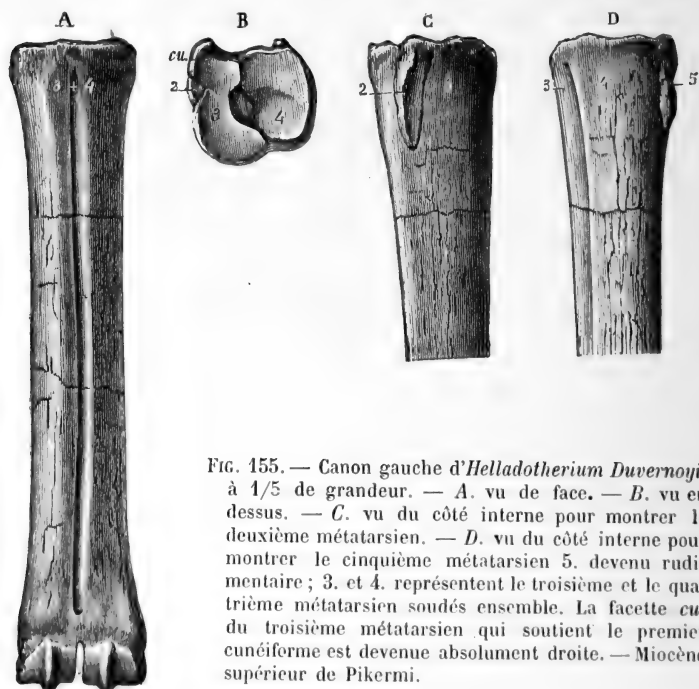 A B C D
cu.
2 3 4
3 + 4
2
3 4 5
FIG. 155. — Canon gauche d'Helladotherium Duvernoyi
à 1/5 de grandeur. — A. vu de face. — B. vu e
dessus. — C. vu du côté interne pour montrer l
deuxième métatarsien. — D. vu du côté interne pou
montrer le cinquième métatarsien 5. devenu rudi
mentaire ; 3. et 4. représentent le troisième et le qua
trième métatarsien soudés ensemble. La facette cu
du troisième métatarsien qui soutient le premie
cunéiforme est devenue absolument droite. — Miocène
supérieur de Pikermi.